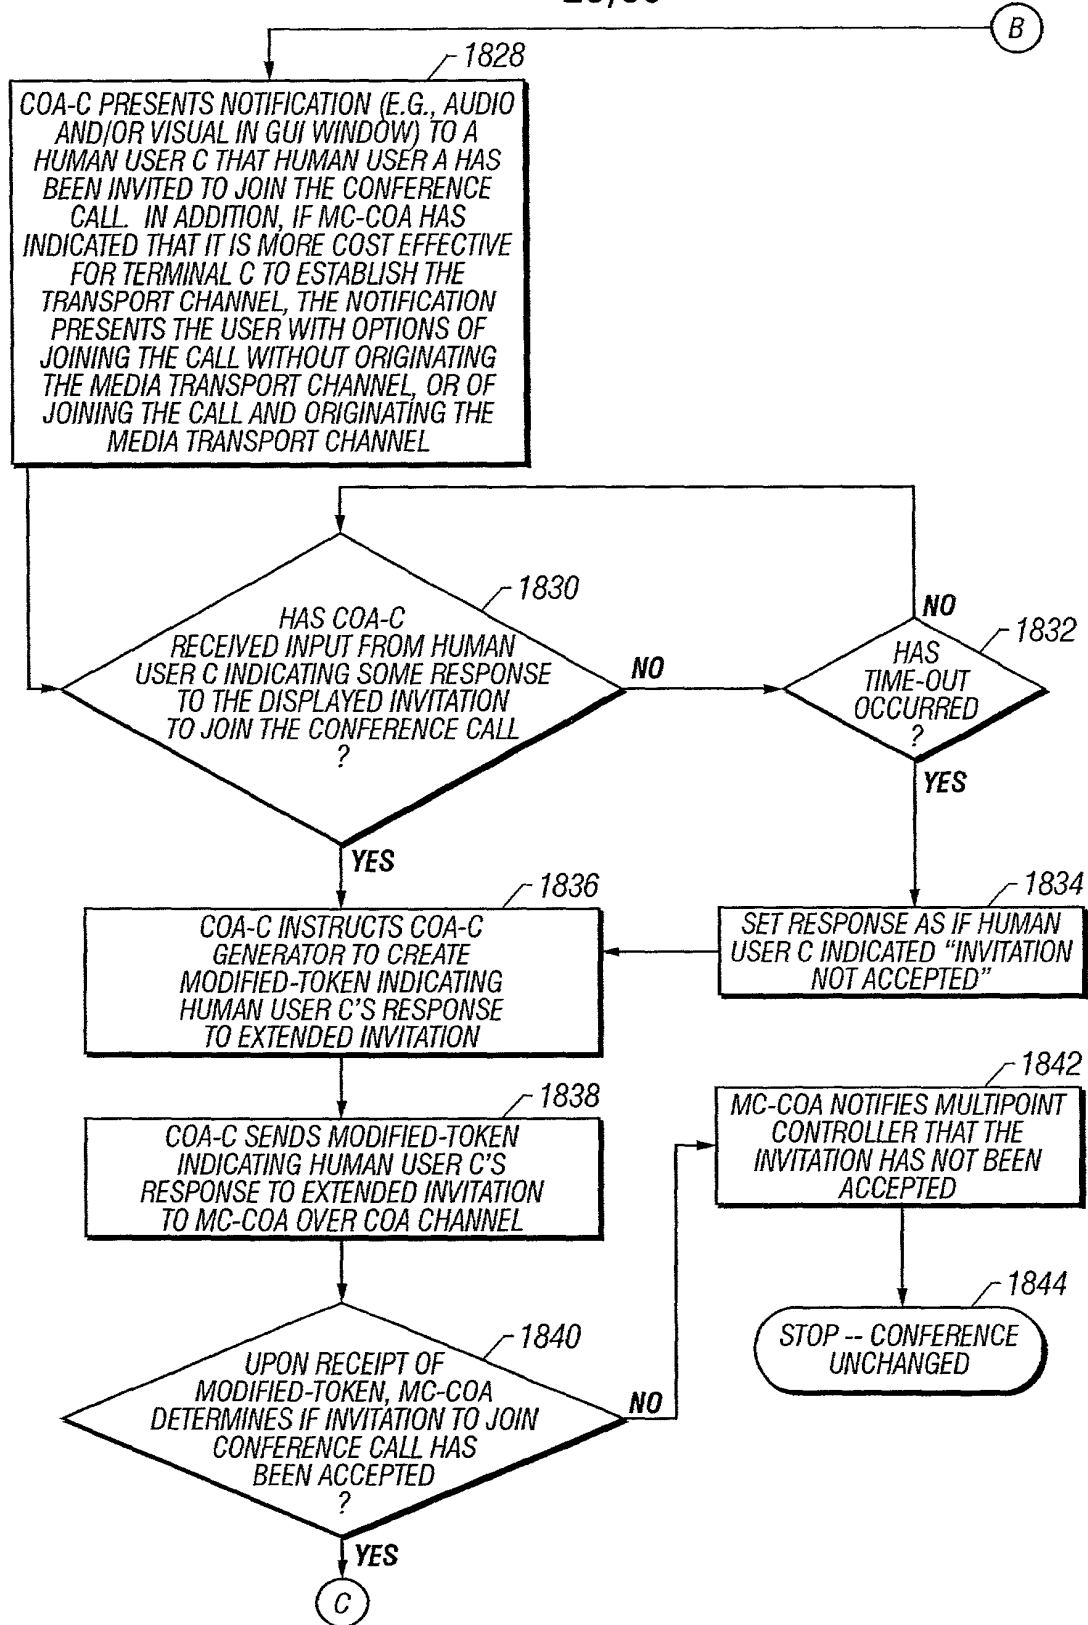 B
1828
COA-C PRESENTS NOTIFICATION (E.G., AUDIO
AND/OR VISUAL IN GUI WINDOW) TO A
HUMAN USER C THAT HUMAN USER A HAS
BEEN INVITED TO JOIN THE CONFERENCE
CALL. IN ADDITION, IF MC-COA HAS
INDICATED THAT IT IS MORE COST EFFECTIVE
FOR TERMINAL C TO ESTABLISH THE
TRANSPORT CHANNEL, THE NOTIFICATION
PRESENTS THE USER WITH OPTIONS OF
JOINING THE CALL WITHOUT ORIGINATING
THE MEDIA TRANSPORT CHANNEL, OR OF
JOINING THE CALL AND ORIGINATING THE
MEDIA TRANSPORT CHANNEL
1830
HAS COA-C
RECEIVED INPUT FROM HUMAN
USER C INDICATING SOME RESPONSE
TO THE DISPLAYED INVITATION
TO JOIN THE CONFERENCE CALL
?
NO
YES
NO
1832
HAS
TIME-OUT
OCCURRED
?
YES
1834
SET RESPONSE AS IF HUMAN
USER C INDICATED “INVITATION
NOT ACCEPTED”
1836
COA-C INSTRUCTS COA-C
GENERATOR TO CREATE
MODIFIED-TOKEN INDICATING
HUMAN USER C'S RESPONSE
TO EXTENDED INVITATION
1838
COA-C SENDS MODIFIED-TOKEN
INDICATING HUMAN USER C'S
RESPONSE TO EXTENDED INVITATION
TO MC-COA OVER COA CHANNEL
1840
UPON RECEIPT OF
MODIFIED-TOKEN, MC-COA
DETERMINES IF INVITATION TO JOIN
CONFERENCE CALL HAS
BEEN ACCEPTED
?
NO
YES
1842
MC-COA NOTIFIES MULTIPOINT
CONTROLLER THAT THE
INVITATION HAS NOT BEEN
ACCEPTED
1844
STOP -- CONFERENCE
UNCHANGED
C